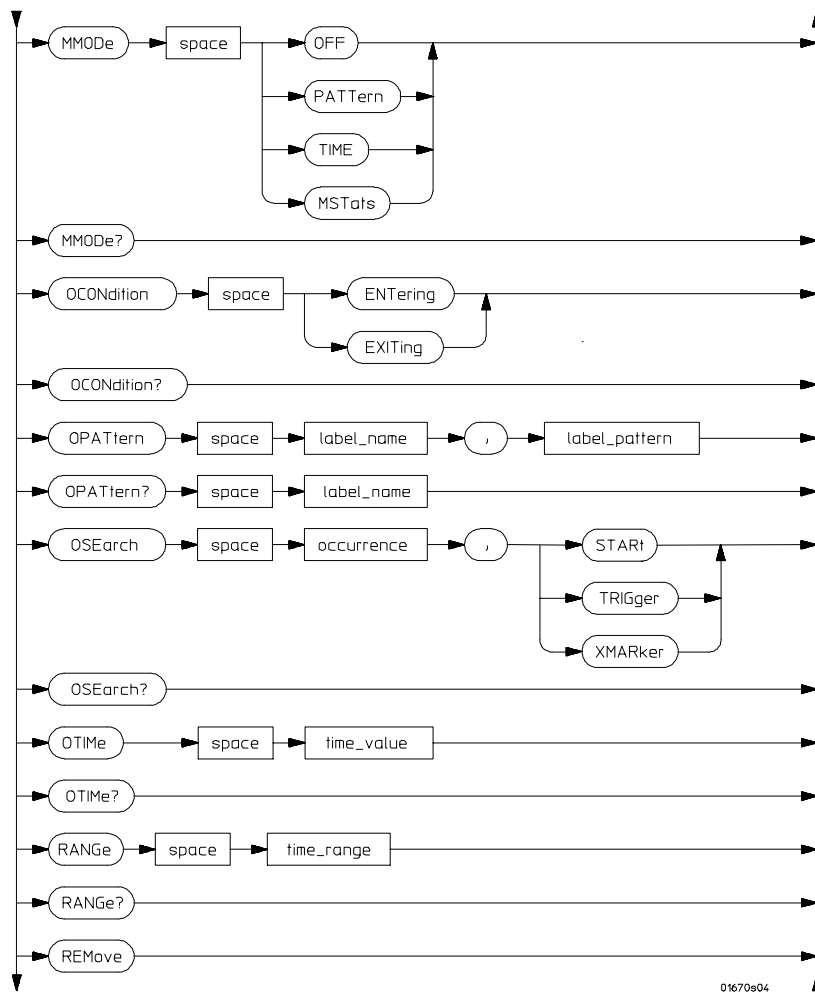 MMODe space OFF
PATTern
TIME
MSTats
MMODe?
OCONdition space ENTering
EXITing
OCONdition?
OPATtern space label_name , label_pattern
OPATtern? space label_name
OSEarch space occurrence , STARt
TRIGger
XMARker
OSEarch?
OTIMe space time_value
OTIMe?
RANGe space time_range
RANGe?
REMove
01670s04